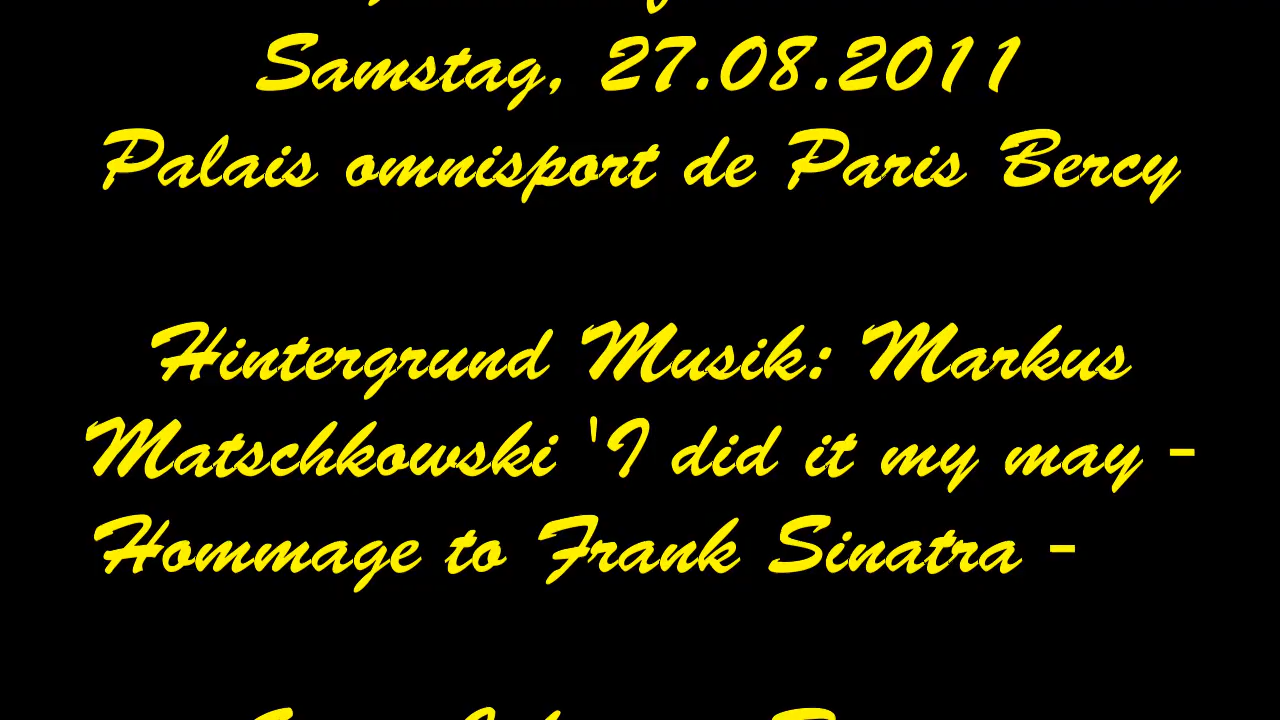 Samstag, 27.08.2011
Palais omnisport de Paris Bercy
Hintergrund Musik: Markus
Matschkowski 'I did it my may -
Hommage to Frank Sinatra -